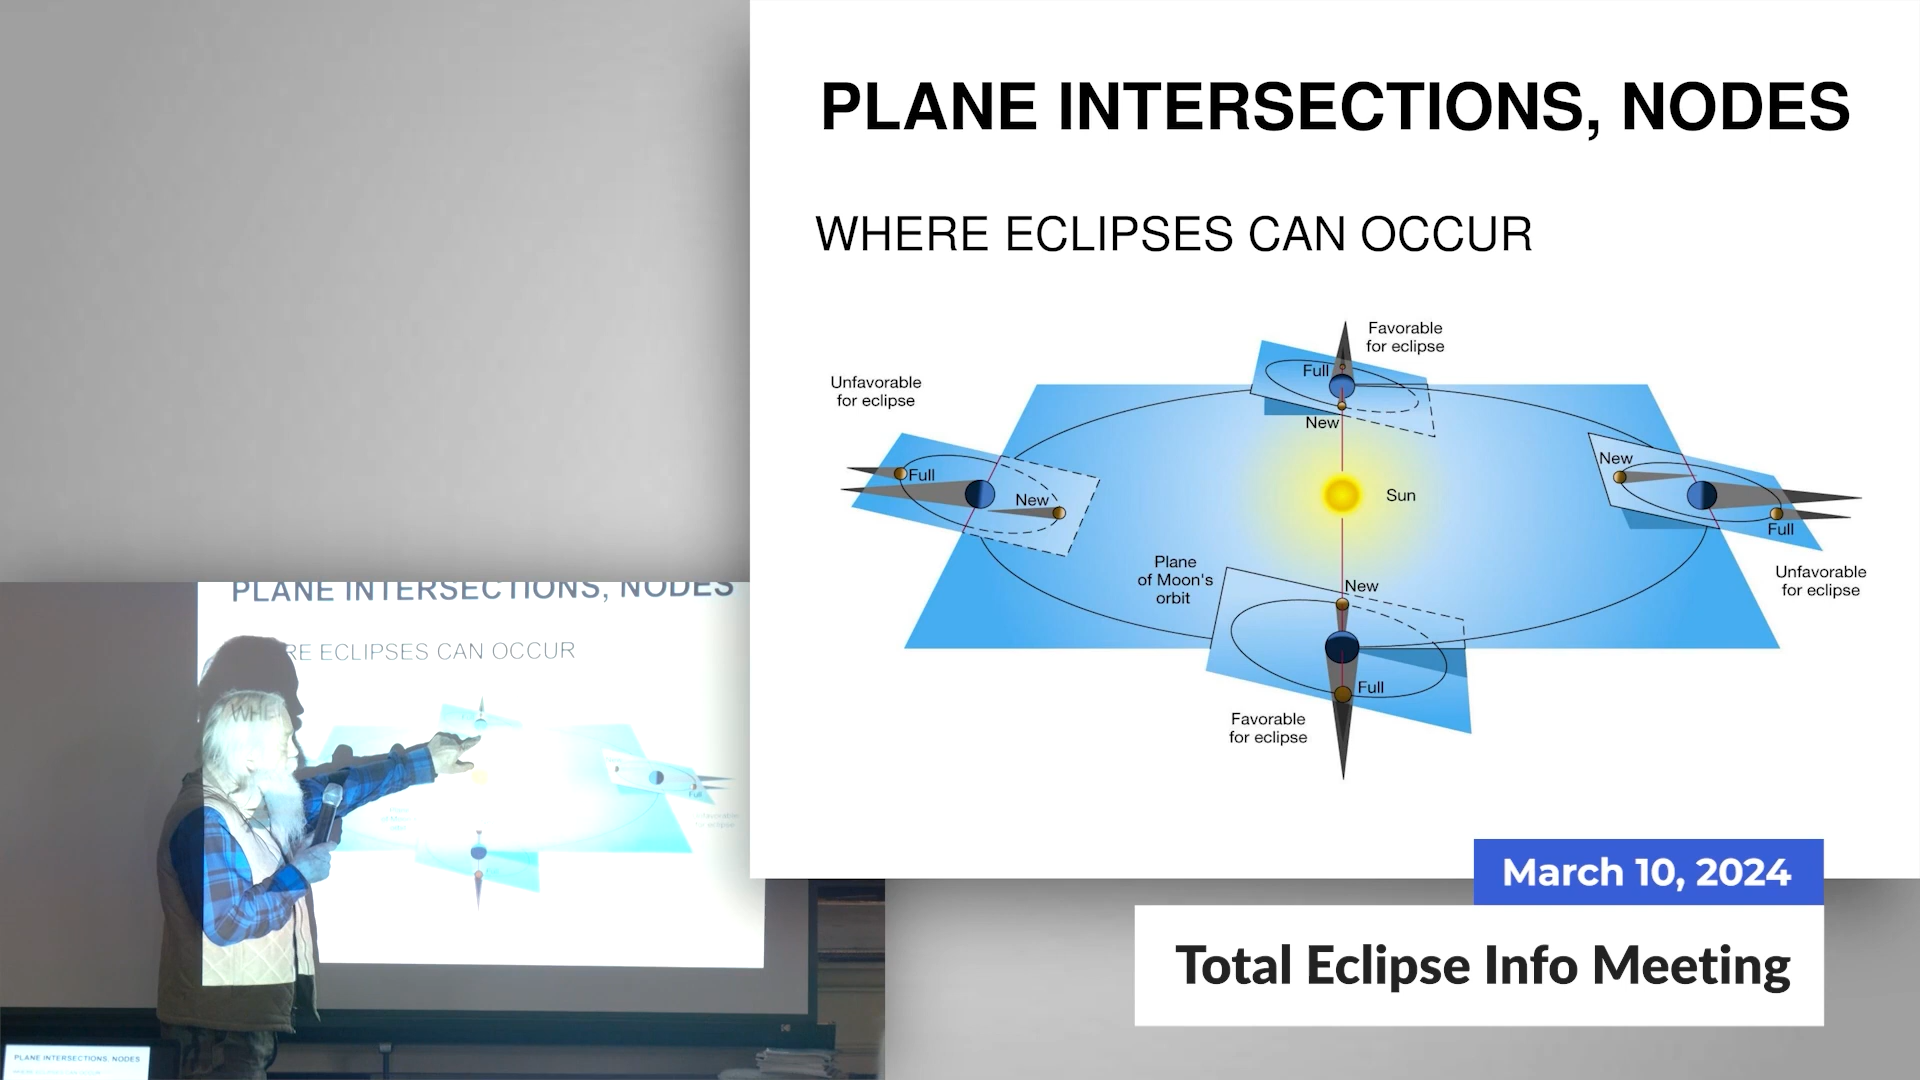 PLANE INTERSECTIONS, NODES
WHERE ECLIPSES CAN OCCUR
Favorable
for eclipse
Full
New
Unfavorable
for eclipse
Full
New
Sun
New
Full
Unfavorable
for eclipse
Plane
of Moon's
orbit
New
Full
Favorable
for eclipse
PLANE INTERSECTIONS, NODES
RE ECLIPSES CAN OCCUR
WHE
Full
PLANE INTERSECTIONS, NODES
March 10, 2024
Total Eclipse Info Meeting